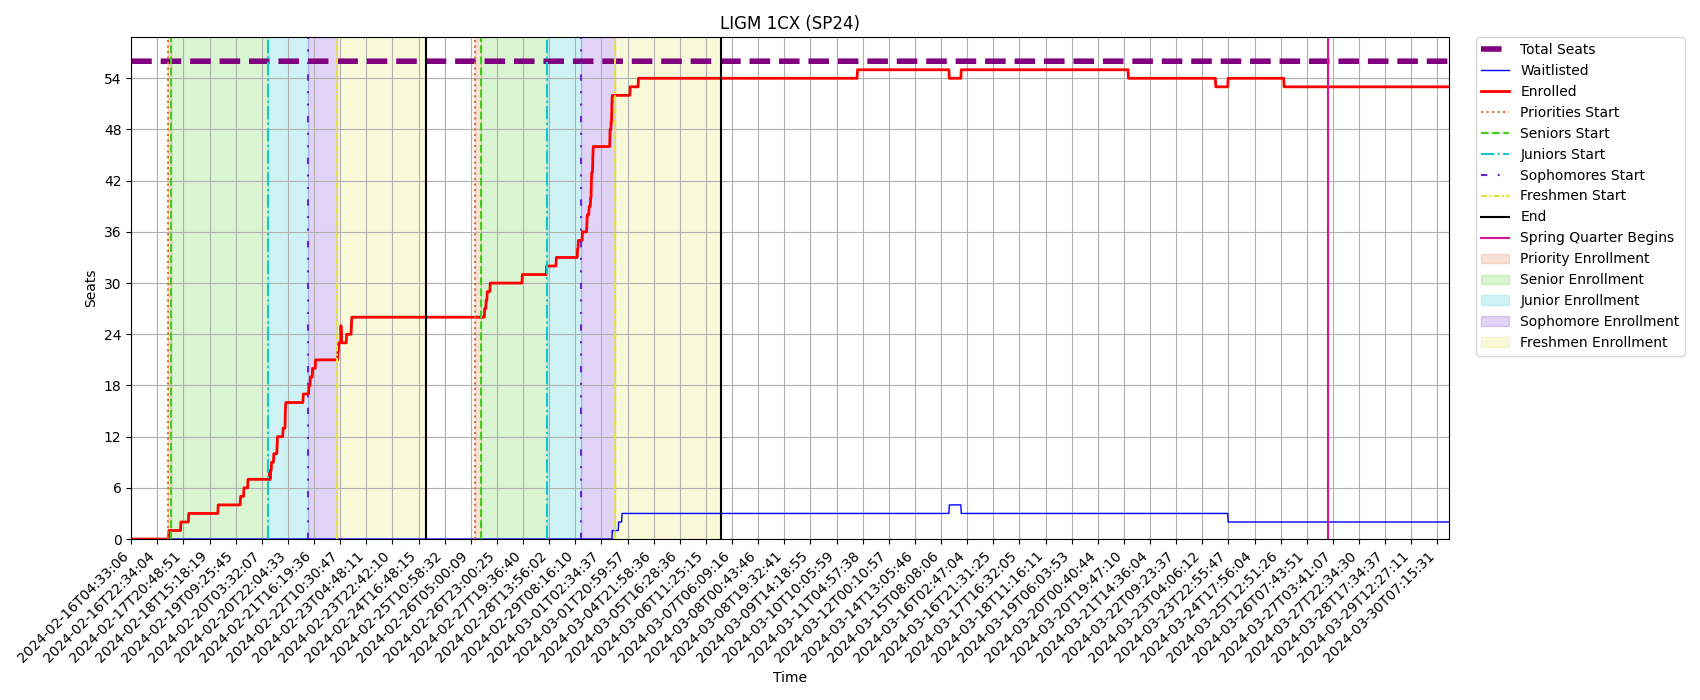 LIGM 1CX (SP24)
Seats
54
48
42
36
30
24
18
12
6
0
2024-02-16T04:33:06
2024-02-16T22:34:04
2024-02-17T20:48:51
2024-02-18T15:18:19
2024-02-19T09:25:45
2024-02-20T03:32:07
2024-02-20T22:04:33
2024-02-21T16:19:36
2024-02-22T10:30:47
2024-02-23T04:48:11
2024-02-23T22:42:10
2024-02-24T16:48:15
2024-02-25T10:58:32
2024-02-26T05:00:09
2024-02-26T23:00:25
2024-02-27T19:36:40
2024-02-28T13:56:02
2024-02-29T08:16:10
2024-03-01T02:34:37
2024-03-01T20:59:57
2024-03-04T21:58:36
2024-03-05T16:28:36
2024-03-06T11:25:15
2024-03-07T06:09:16
2024-03-08T00:43:46
2024-03-08T19:32:41
2024-03-09T14:18:55
2024-03-10T11:05:59
2024-03-11T04:57:38
2024-03-12T00:10:57
2024-03-14T13:05:46
2024-03-15T08:08:06
2024-03-16T02:47:04
2024-03-16T21:31:25
2024-03-17T16:32:05
2024-03-18T11:16:11
2024-03-19T06:03:53
2024-03-20T00:40:44
2024-03-20T19:47:10
2024-03-21T14:36:04
2024-03-22T09:23:37
2024-03-23T04:06:12
2024-03-23T22:55:47
2024-03-24T17:56:04
2024-03-25T12:51:26
2024-03-26T07:43:51
2024-03-27T03:41:07
2024-03-27T22:34:30
2024-03-28T17:34:37
2024-03-29T12:27:11
2024-03-30T07:15:31
Time
Total Seats
Waitlisted
Enrolled
Priorities Start
Seniors Start
Juniors Start
Sophomores Start
Freshmen Start
End
Spring Quarter Begins
Priority Enrollment
Senior Enrollment
Junior Enrollment
Sophomore Enrollment
Freshmen Enrollment